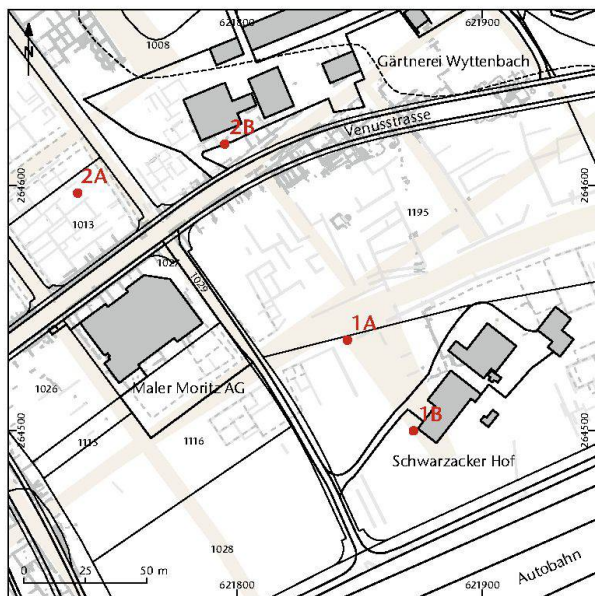 621800
621900
1008
N
Gärtnerei Wyttenbach
2B
Venusstrasse
264600
2A
264600
1013
1195
1027
1029
1A
Maler Moritz AG
1026
1B
264500
1115
1116
264500
Schwarzacker Hof
1028
Autobahn
0 25 50 m
621800
621900